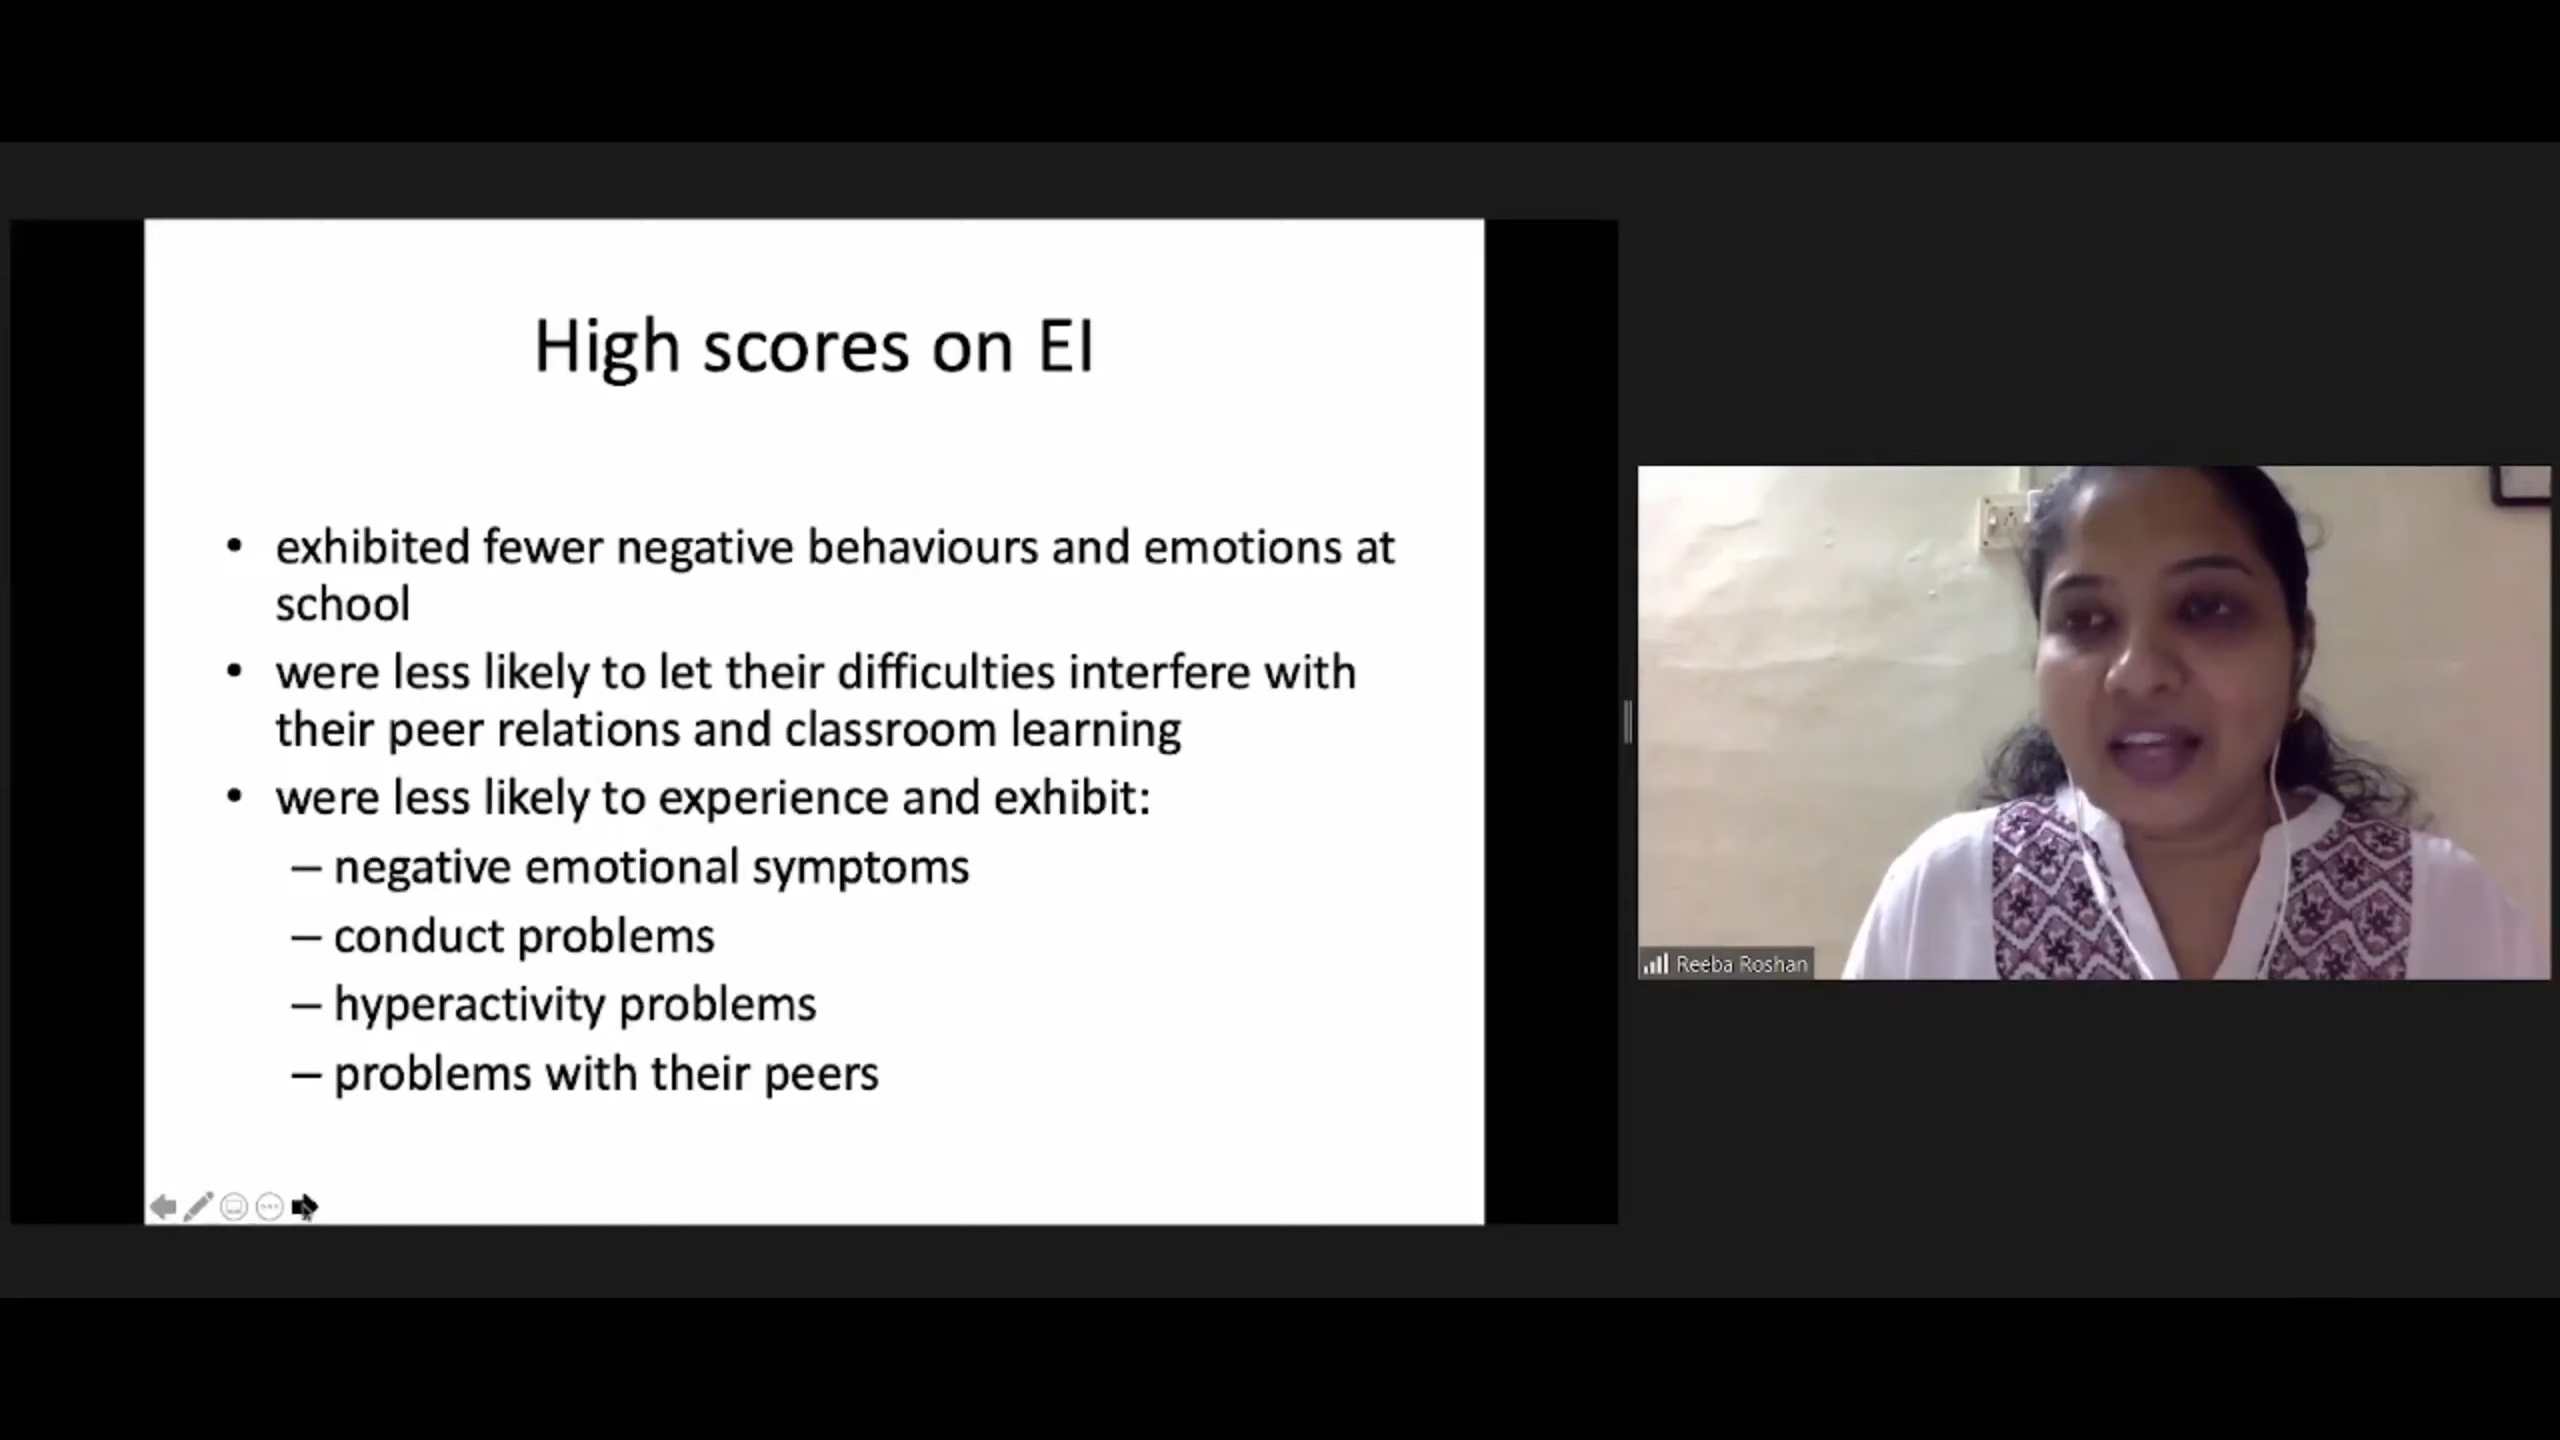 High scores on EI
• exhibited fewer negative behaviours and emotions at
school
• were less likely to let their difficulties interfere with
their peer relations and classroom learning
• were less likely to experience and exhibit:
– negative emotional symptoms
– conduct problems
– hyperactivity problems
– problems with their peers
Reeba Roshan